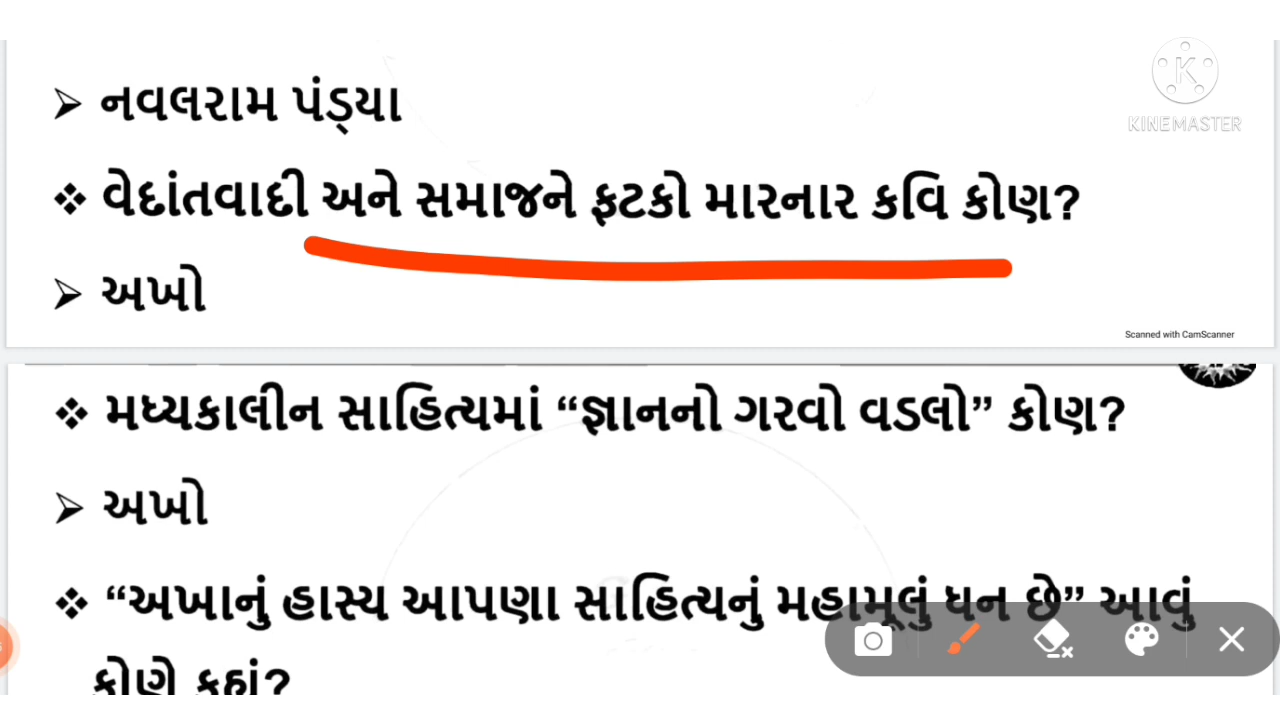 KINEMASTER
➢ નવલરામ પંડ્યા
❖ વેદાંતવાદી અને સમાજને ફટકો મારનાર કવિ કોણ?
➢ અખો
Scanned with CamScanner
❖ મધ્યકાલીન સાહિત્યમાં “જ્ઞાનનો ગરવો વડલો” કોણ?
➢ અખો
❖ “અખાનું હાસ્ય આપણા સાહિત્યનું મહામૂલું ધન છે” આવું
કોણે કહ્યું?